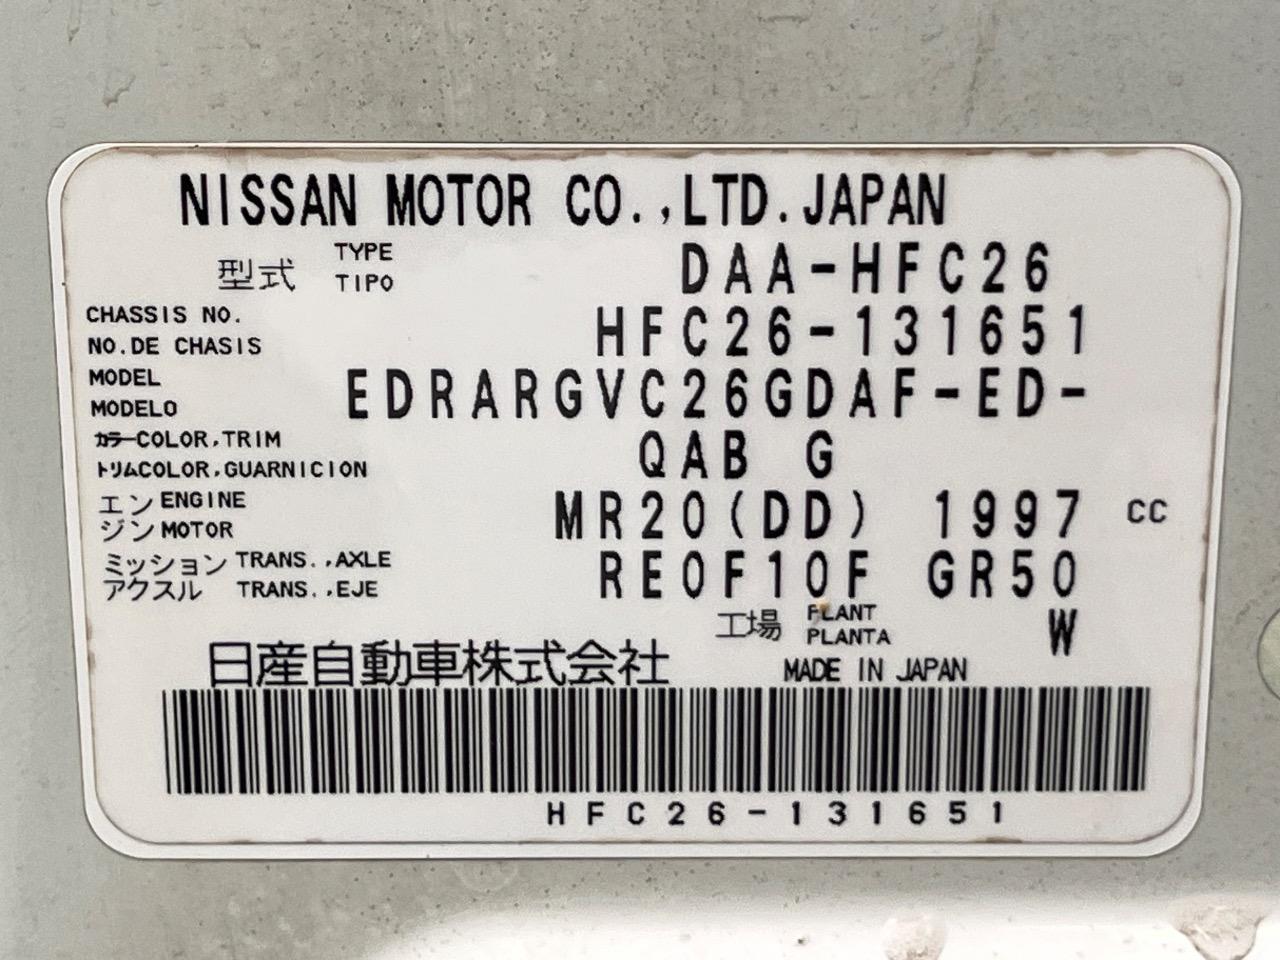 NISSAN MOTOR CO.,LTD.JAPAN
型式 TYPE TIPO DAA-HFC26
CHASSIS NO.
NO.DE CHASIS HFC26-131651
MODEL
MODELO EDRARGVC26GDAF-ED-
カラーCOLOR,TRIM
トリムCOLOR,GUARNICION QAB G
エン ENGINE
ジン MOTOR MR20(DD) 1997 CC
ミッション TRANS.,AXLE
アクスル TRANS.,EJE RE0F10F GR50
工場 PLANT PLANTA W
日産自動車株式会社 MADE IN JAPAN
HFC26-131651